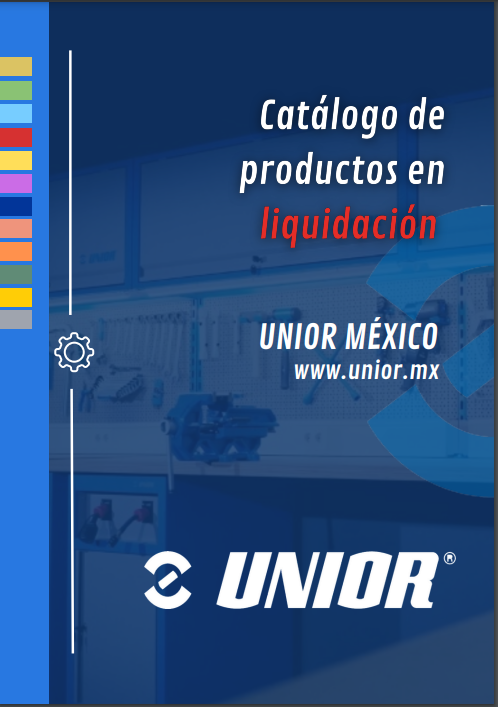 Catálogo de
productos en
liquidación
UNIOR MÉXICO
www.unior.mx
UNIOR®